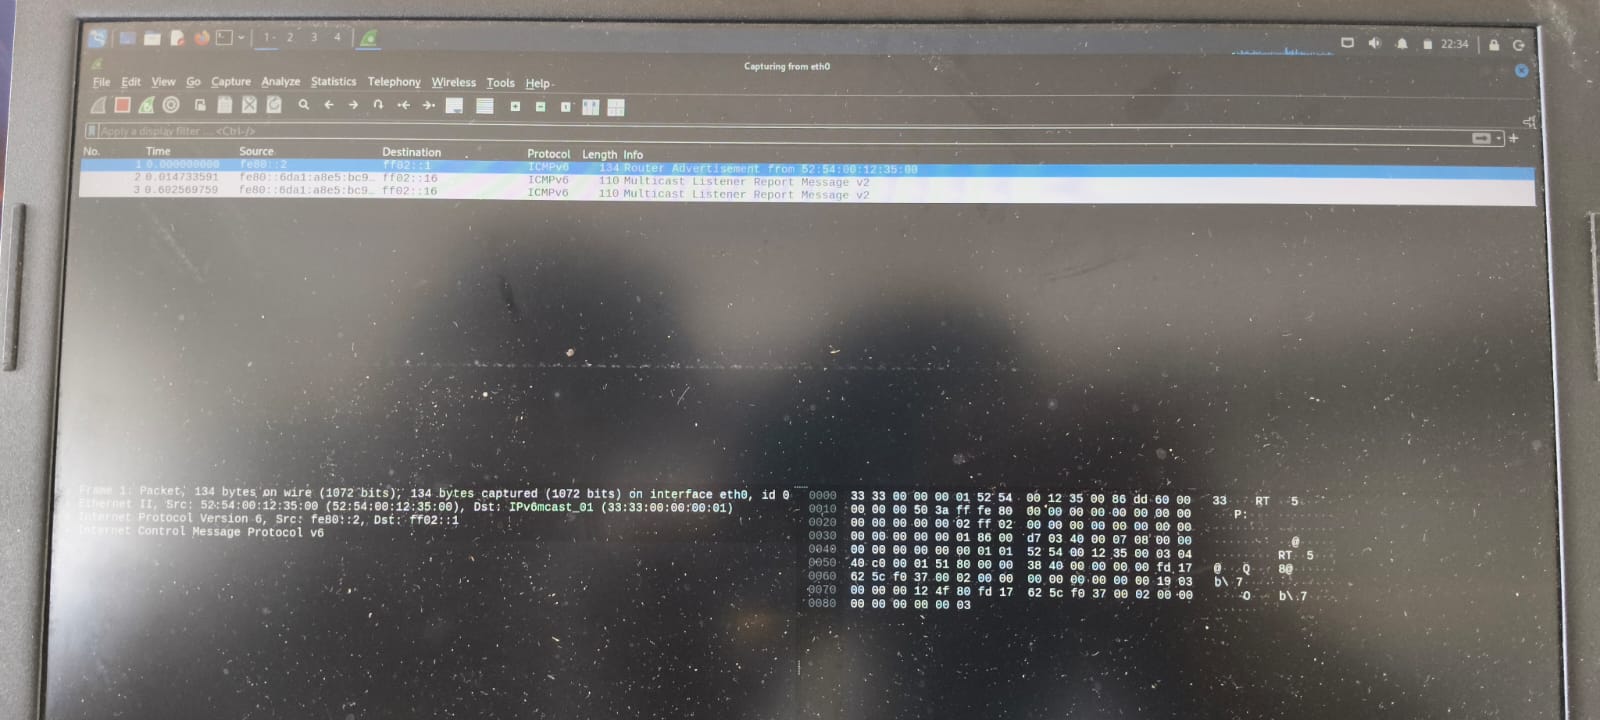 1 2 3 4 22:34
Capturing from eth0
File Edit View Go Capture Analyze Statistics Telephony Wireless Tools Help
Apply a display filter ... <Ctrl-/>
No. Time Source Destination Protocol Length Info
1 0.000000000 fe80::2 ff02::1 ICMPv6 134 Router Advertisement from 52:54:00:12:35:00
2 0.014733591 fe80::6da1:a8e5:bc9… ff02::16 ICMPv6 110 Multicast Listener Report Message v2
3 0.602569759 fe80::6da1:a8e5:bc9… ff02::16 ICMPv6 110 Multicast Listener Report Message v2
Frame 1: Packet, 134 bytes on wire (1072 bits), 134 bytes captured (1072 bits) on interface eth0, id 0
Ethernet II, Src: 52:54:00:12:35:00 (52:54:00:12:35:00), Dst: IPv6mcast_01 (33:33:00:00:00:01)
Internet Protocol Version 6, Src: fe80::2, Dst: ff02::1
Internet Control Message Protocol v6
0000 33 33 00 00 00 01 52 54 00 12 35 00 86 dd 60 00 33 RT 5
0010 00 00 00 50 3a ff fe 80 00 00 00 00 00 00 00 00 P:
0020 00 00 00 00 00 02 ff 02 00 00 00 00 00 00 00 00
0030 00 00 00 00 00 01 86 00 d7 03 40 00 07 08 00 00 @
0040 00 00 00 00 00 00 01 01 52 54 00 12 35 00 03 04 RT 5
0050 40 c0 00 01 51 80 00 00 38 40 00 00 00 00 fd 17 @ Q 8@
0060 62 5c f0 37 00 02 00 00 00 00 00 00 00 00 19 03 b\ 7
0070 00 00 00 12 4f 80 fd 17 62 5c f0 37 00 02 00 00 O b\ 7
0080 00 00 00 00 00 03